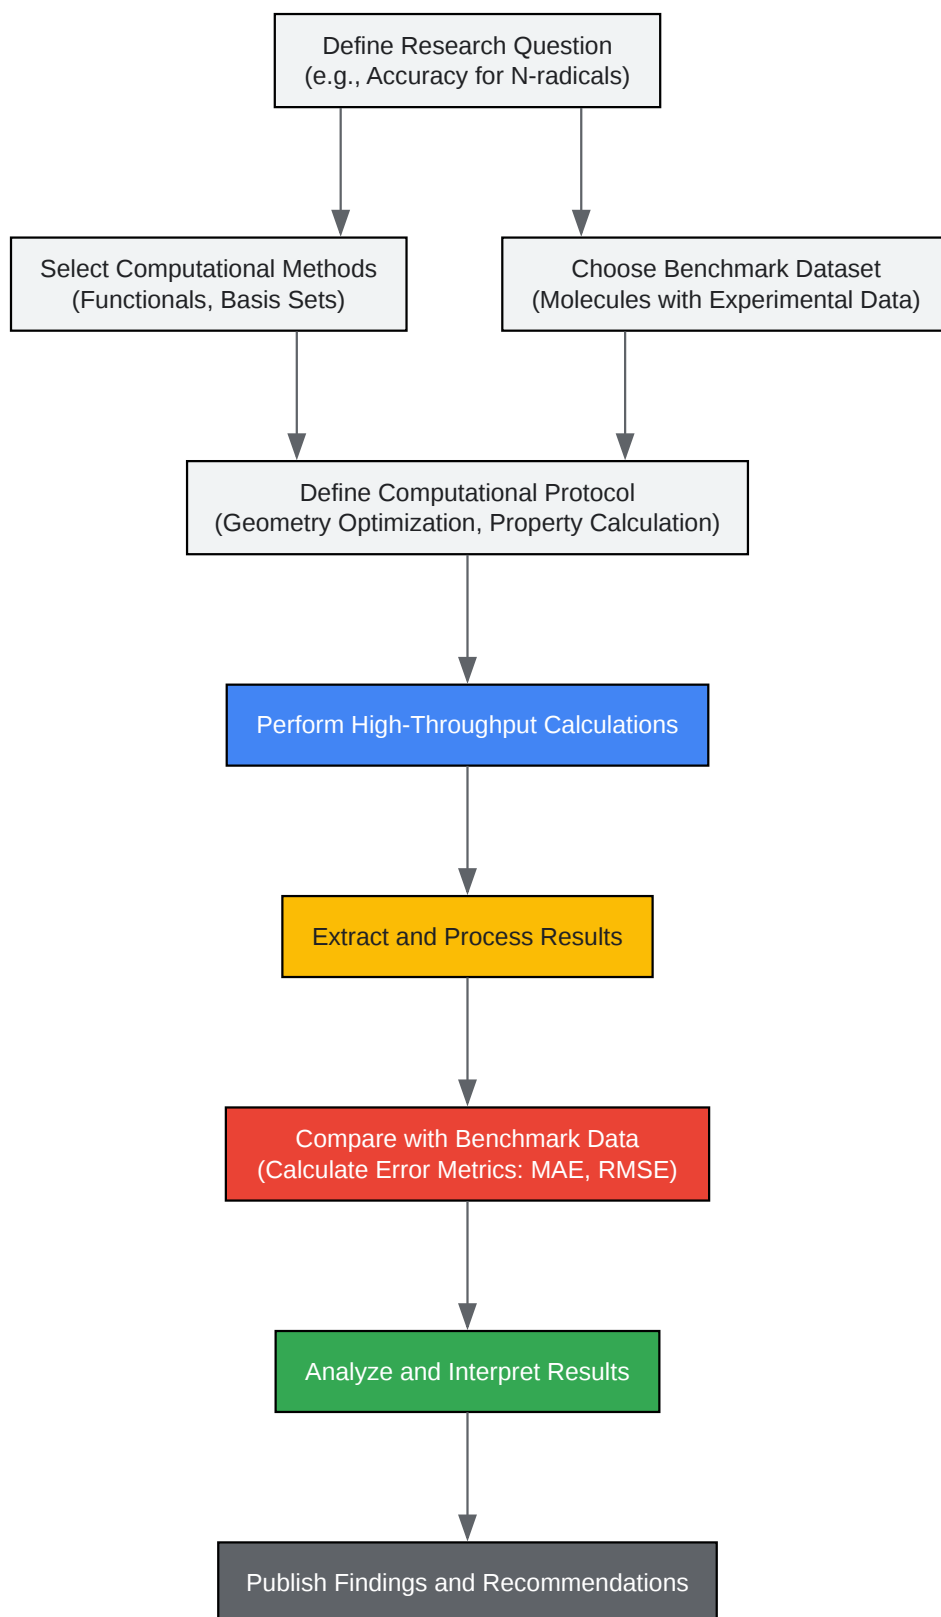 Define Research Question
(e.g., Accuracy for N-radicals)
Select Computational Methods
(Functionals, Basis Sets)
Choose Benchmark Dataset
(Molecules with Experimental Data)
Define Computational Protocol
(Geometry Optimization, Property Calculation)
Perform High-Throughput Calculations
Extract and Process Results
Compare with Benchmark Data
(Calculate Error Metrics: MAE, RMSE)
Analyze and Interpret Results
Publish Findings and Recommendations